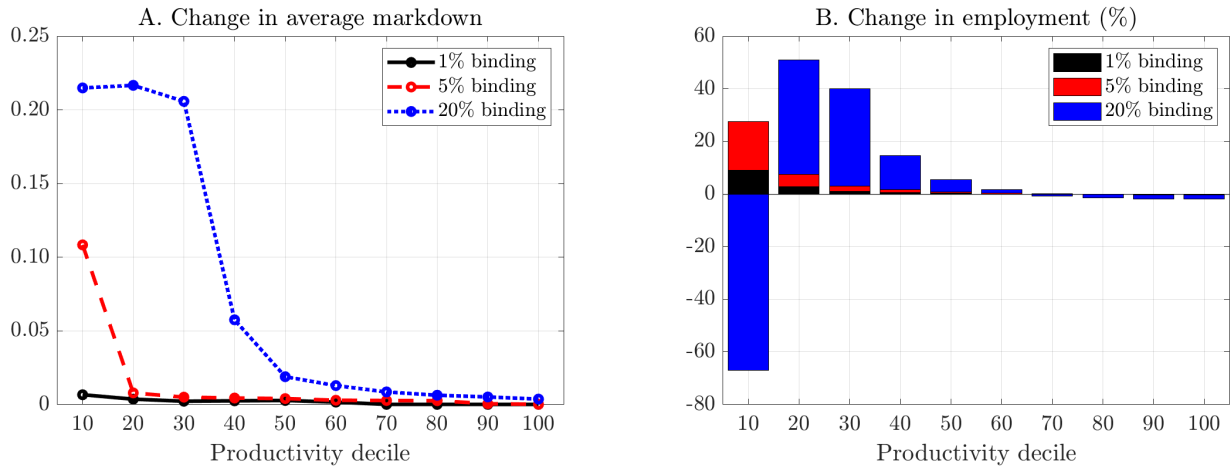 A. Change in average markdown
0.25
0.20
0.15
0.10
0.05
0
1% binding
5% binding
20% binding
10 20 30 40 50 60 70 80 90 100
Productivity decile
B. Change in employment (%)
60
40
20
0
-20
-40
-60
-80
1% binding
5% binding
20% binding
10 20 30 40 50 60 70 80 90 100
Productivity decile